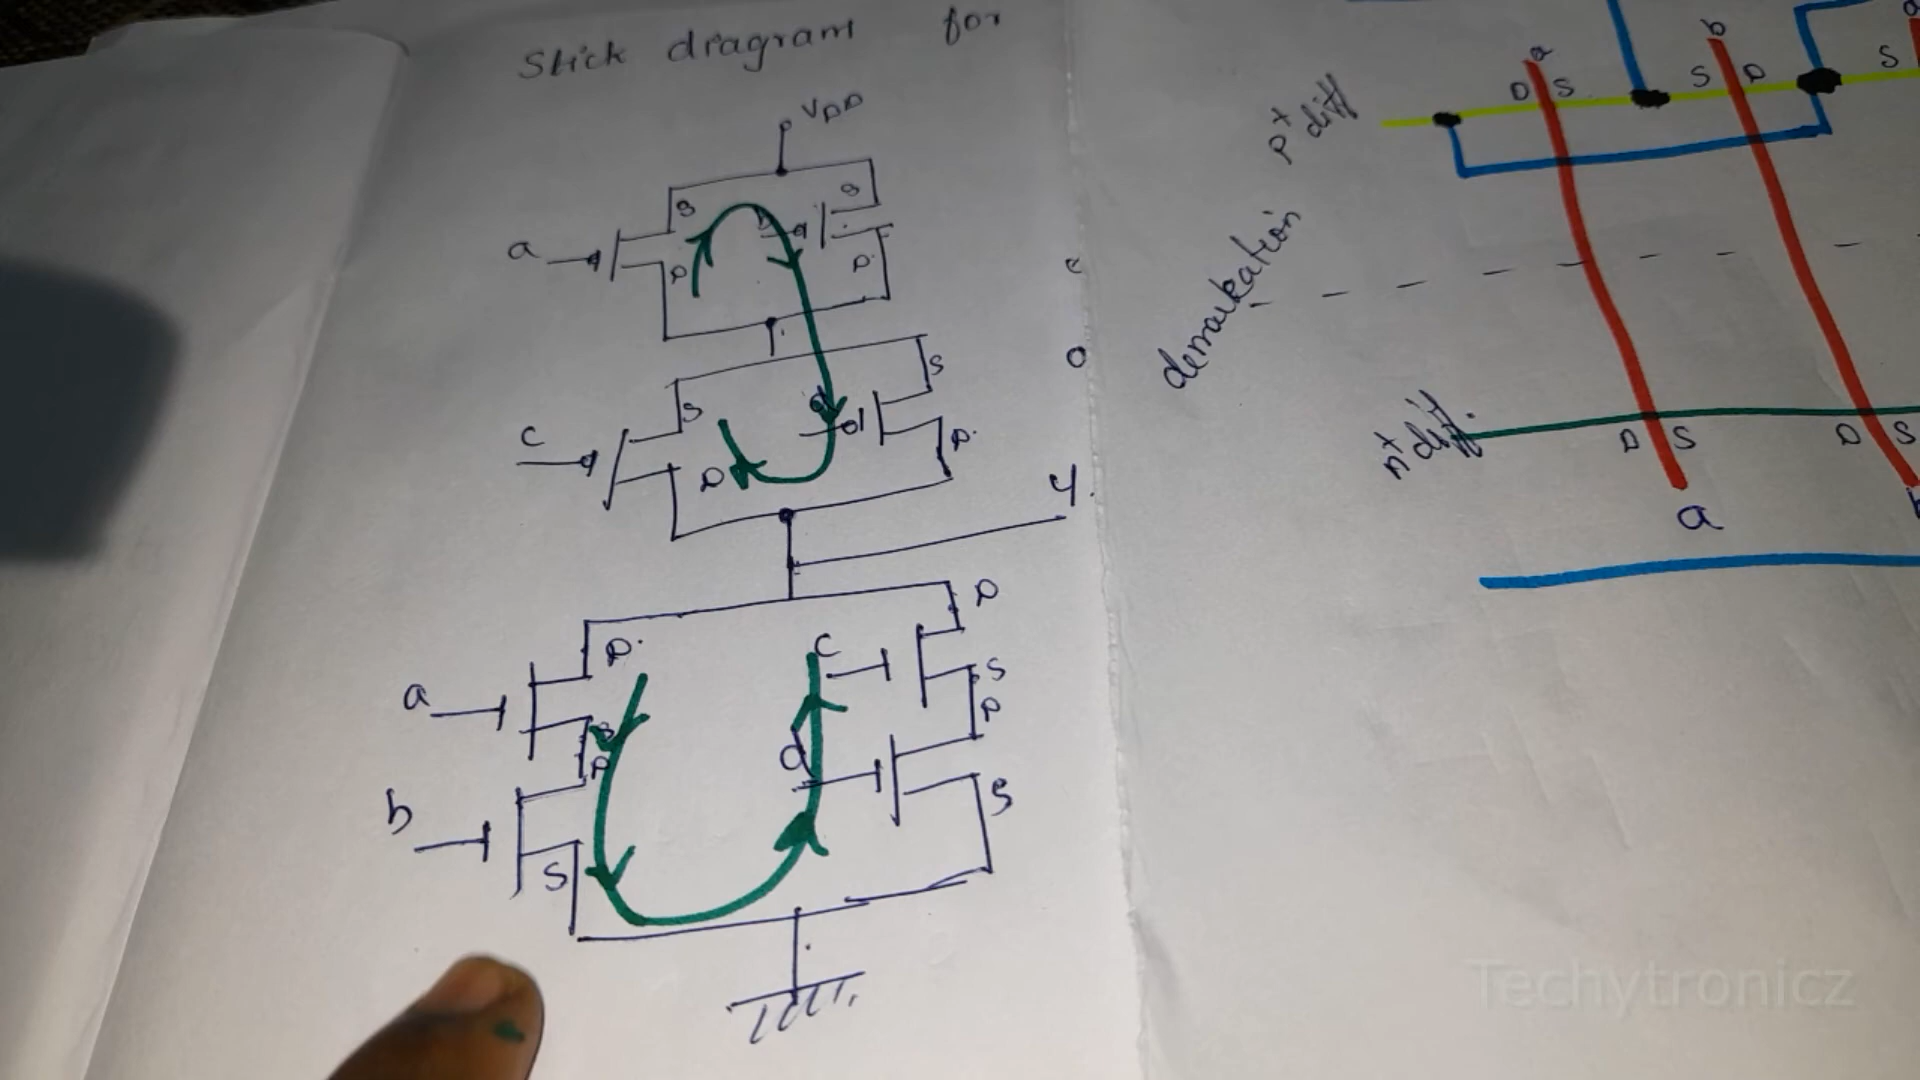 Stick diagram for
VDD
S
S
a
b
D
D
S
S
c
d
D
D
Y
D
D
a
c
S
S
D
D
b
d
S
S
a
b
D S
S D
S
p+ diff
demarkation
n+ diff
D S
D S
a
Techytronicz